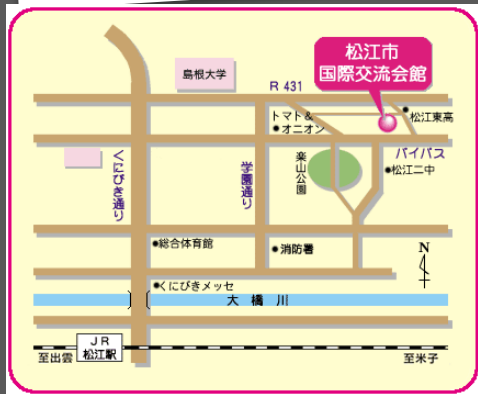 松江市
国際交流会館
島根大学
R 431
トマト&
オニオン
松江東高
バイパス
松江二中
楽山公園
くにびき通り
学園通り
総合体育館
消防署
N
くにびきメッセ
大橋川
JR
松江駅
至出雲
至米子